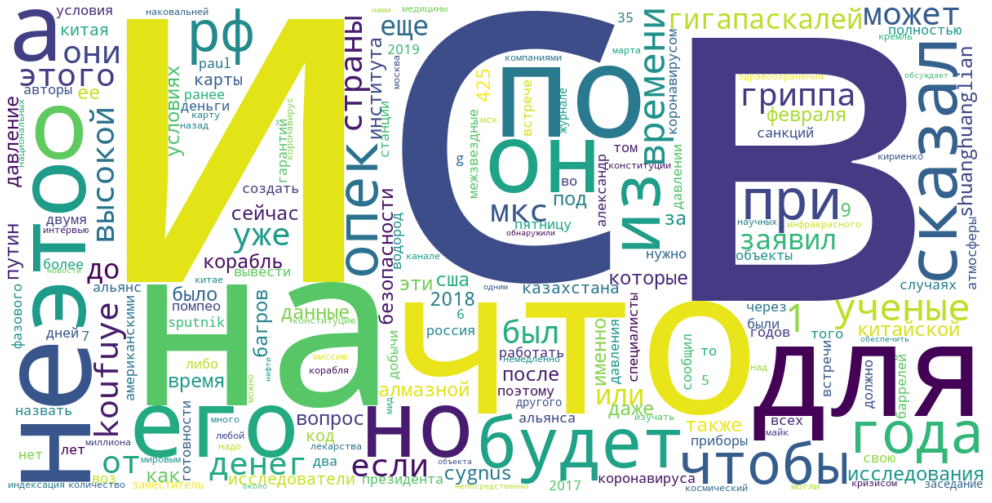 а
они
условия
китая
наковальней
рф
еще
2019
paul
карты
авторы
этого
ее
ранее
деньги
карту
назад
условиях
гарантий
коронавирус
страны
института
москва
станции
и
с
в
по
он
425
мск
встрече
журнале
межзвездные
8
мкс
во
под
пятницу
обнаружили
том
александр
конституции
35
компаниями
марта
ними
медицины
гигапаскалей
может
полностью
кремль
обсуждает
коронавирусом
времени
из
за
давлении
нужно
здравоохранения
гриппа
февраля
санкций
при
9
заявил
научных
инфракрасного
объекты
кириенко
сказал
shuanghuanglian
атмосферы
случаях
которые
давление
национальных
это
о
высокой
не
путин
более
новости
двумя
интервью
до
альянс
фазового
дней
7
koufuye
американскими
создать
сейчас
уже
корабль
вывести
китае
опек
безопасности
водород
канале
одним
эти
сша
2018
6
россия
казахстана
было
помпео
sputnik
данные
багров
либо
время
на
что
для
конституцию
миссию
корабля
можно
нефти
добычи
был
работать
немедленно
после
поэтому
другого
специалисты
именно
давления
или
даже
сообщил
то
5
через
были
1
годов
того
над
ученые
китайской
обеспечить
встречи
должно
баррелей
назвать
нет
лет
миллиона
воз
индексация
количество
от
как
заместитель
готовности
его
много
любой
надо
мировым
около
денег
исследователи
вопрос
код
два
лекарства
объекта
президента
но
если
мид
алмазной
альянса
cygnus
непосредственно
2017
будет
изучать
также
приборы
коронавируса
космический
чтобы
всех
майк
могли
кризисом
года
свою
исследования
заседание